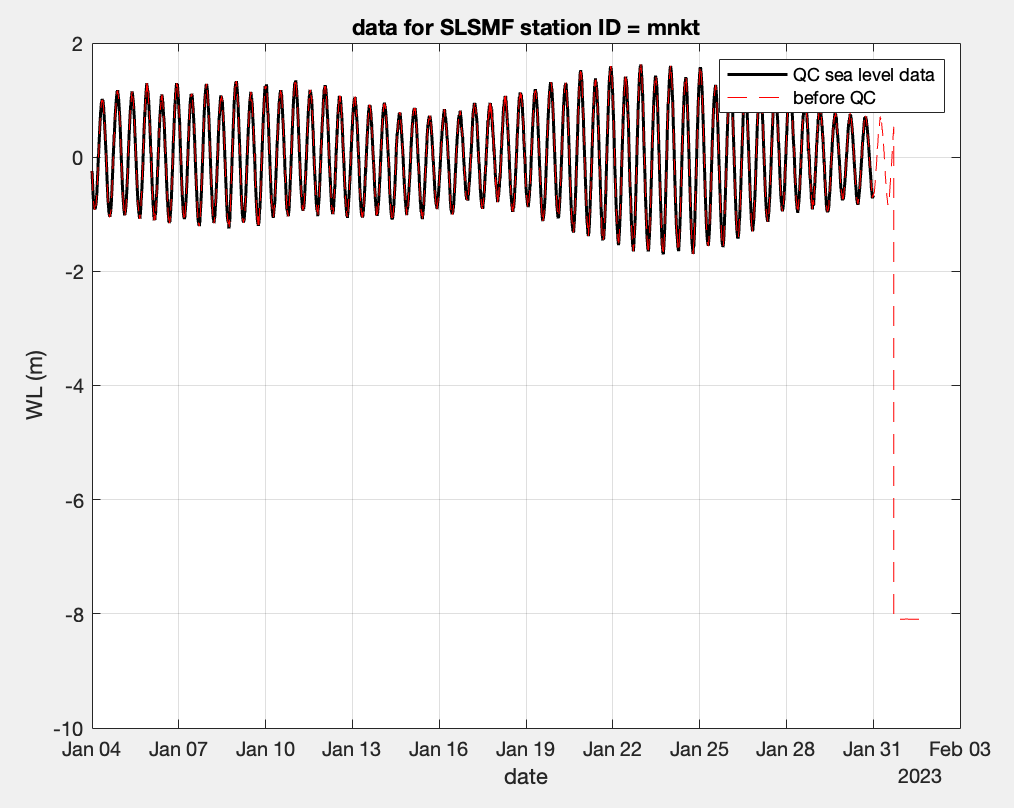 data for SLSMF station ID = mnkt
QC sea level data
before QC
2
0
-2
-4
-6
-8
-10
WL (m)
Jan 04 Jan 07 Jan 10 Jan 13 Jan 16 Jan 19 Jan 22 Jan 25 Jan 28 Jan 31 Feb 03
date
2023